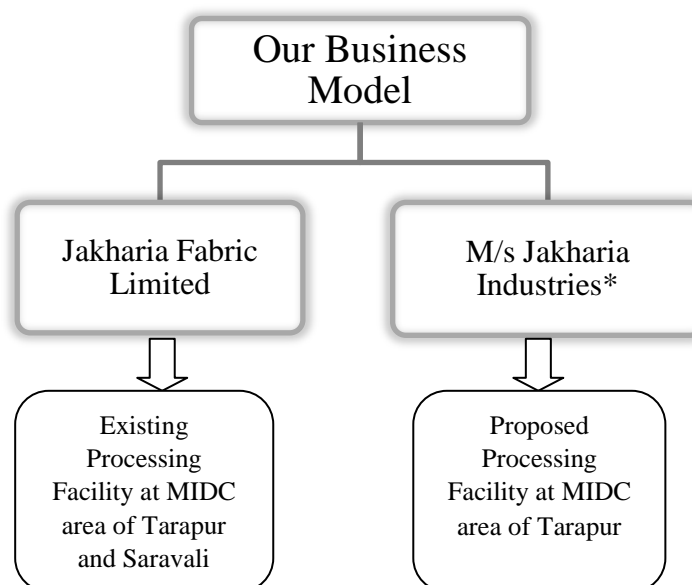 Our Business
Model
Jakharia Fabric
Limited
M/s Jakharia
Industries*
Existing
Processing
Facility at MIDC
area of Tarapur
and Saravali
Proposed
Processing
Facility at MIDC
area of Tarapur